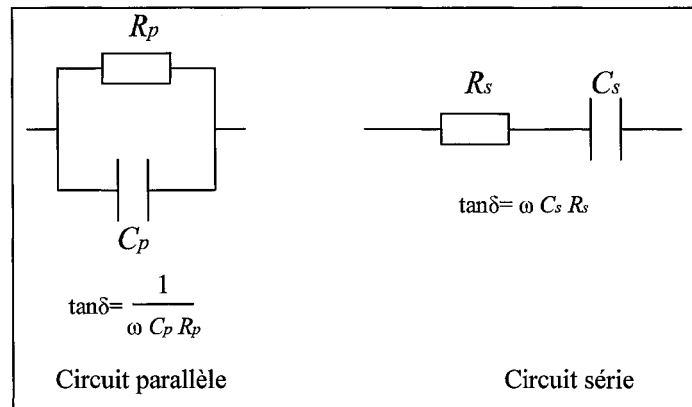 Rp
Cp
tanδ= 1 / ω Cp Rp
Circuit parallèle
Rs Cs
tanδ= ω Cs Rs
Circuit série